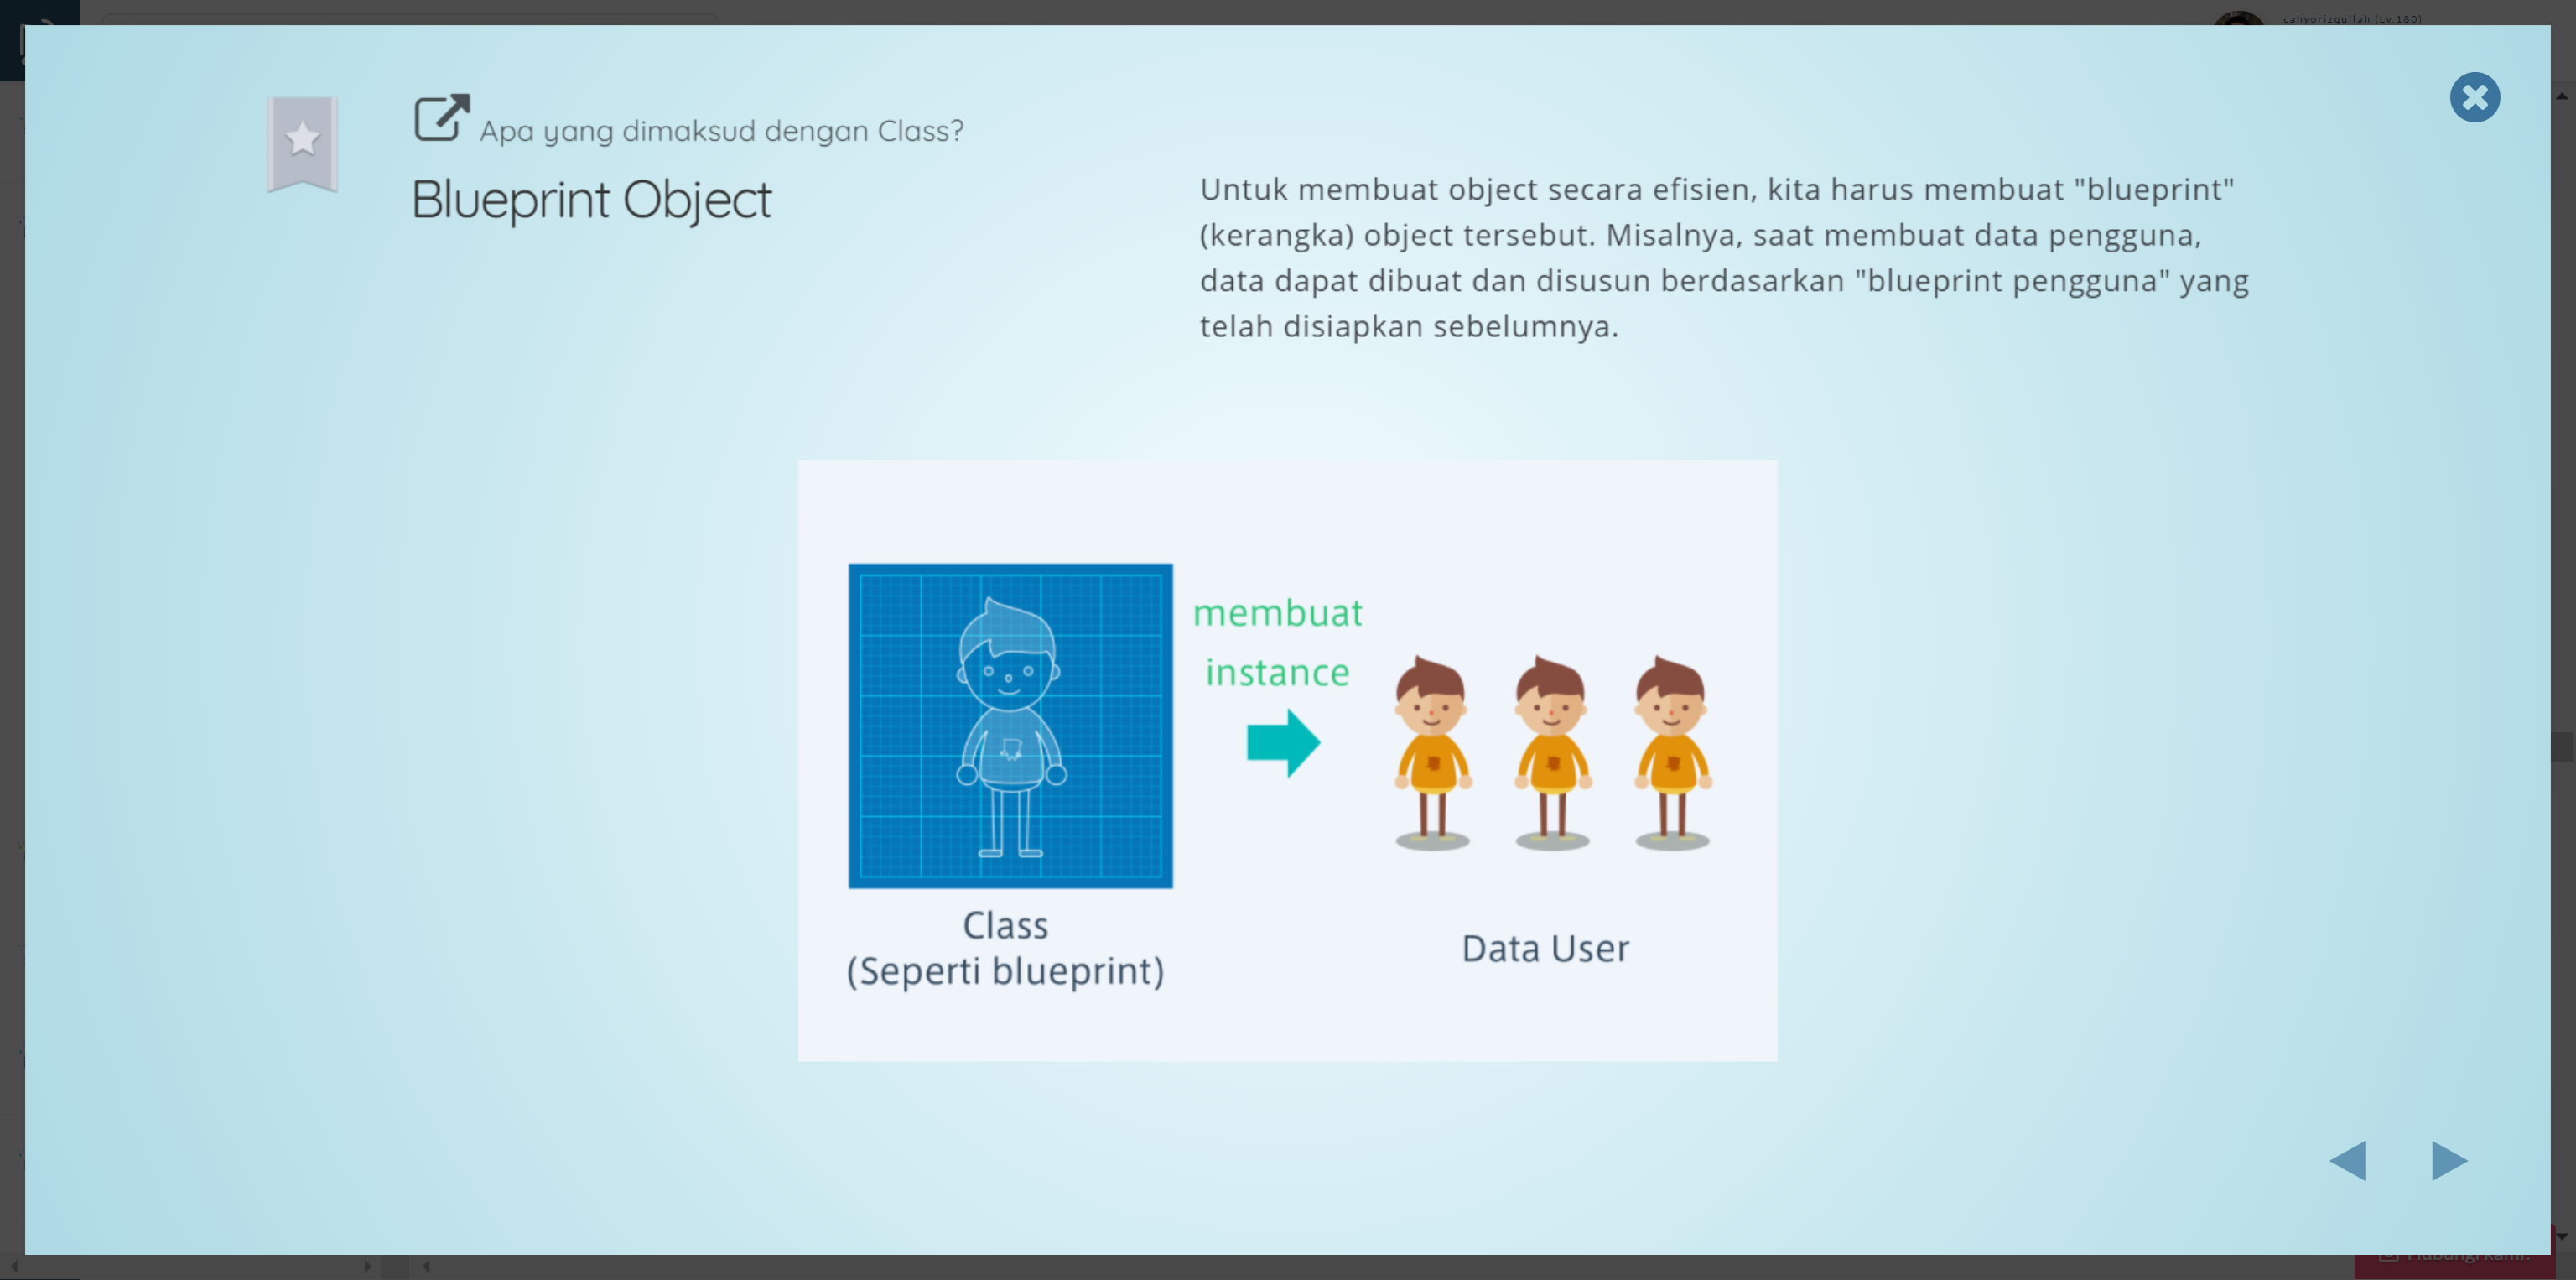 cahyorizqullah (Lv.180)
Apa yang dimaksud dengan Class?
Blueprint Object
Untuk membuat object secara efisien, kita harus membuat "blueprint"
(kerangka) object tersebut. Misalnya, saat membuat data pengguna,
data dapat dibuat dan disusun berdasarkan "blueprint pengguna" yang
telah disiapkan sebelumnya.
membuat
instance
Class
(Seperti blueprint)
Data User
Hubungi kami.